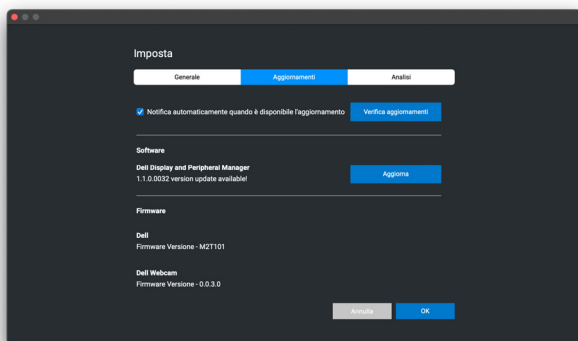 Imposta
Generale Aggiornamenti Analisi
Notifica automaticamente quando è disponibile l'aggiornamento Verifica aggiornamenti
Software
Dell Display and Peripheral Manager
1.1.0.0032 version update available! Aggiorna
Firmware
Dell
Firmware Versione - M2T101
Dell Webcam
Firmware Versione - 0.0.3.0
Annulla OK